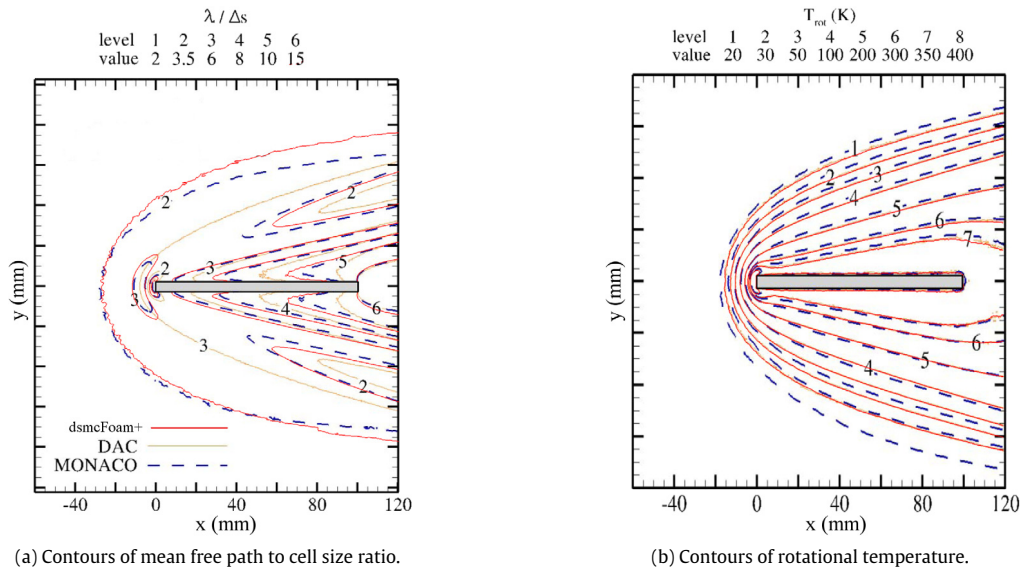 λ / Δs
level 1 2 3 4 5 6
value 2 3.5 6 8 10 15
y (mm)
2
2
3
2
5
3
4
6
3
2
dsmcFoam+
DAC
MONACO
-40 0 40 80 120
x (mm)
(a) Contours of mean free path to cell size ratio.
T_rot (K)
level 1 2 3 4 5 6 7 8
value 20 30 50 100 200 300 350 400
y (mm)
1
2
3
4
5
6
7
6
4
5
-40 0 40 80 120
x (mm)
(b) Contours of rotational temperature.